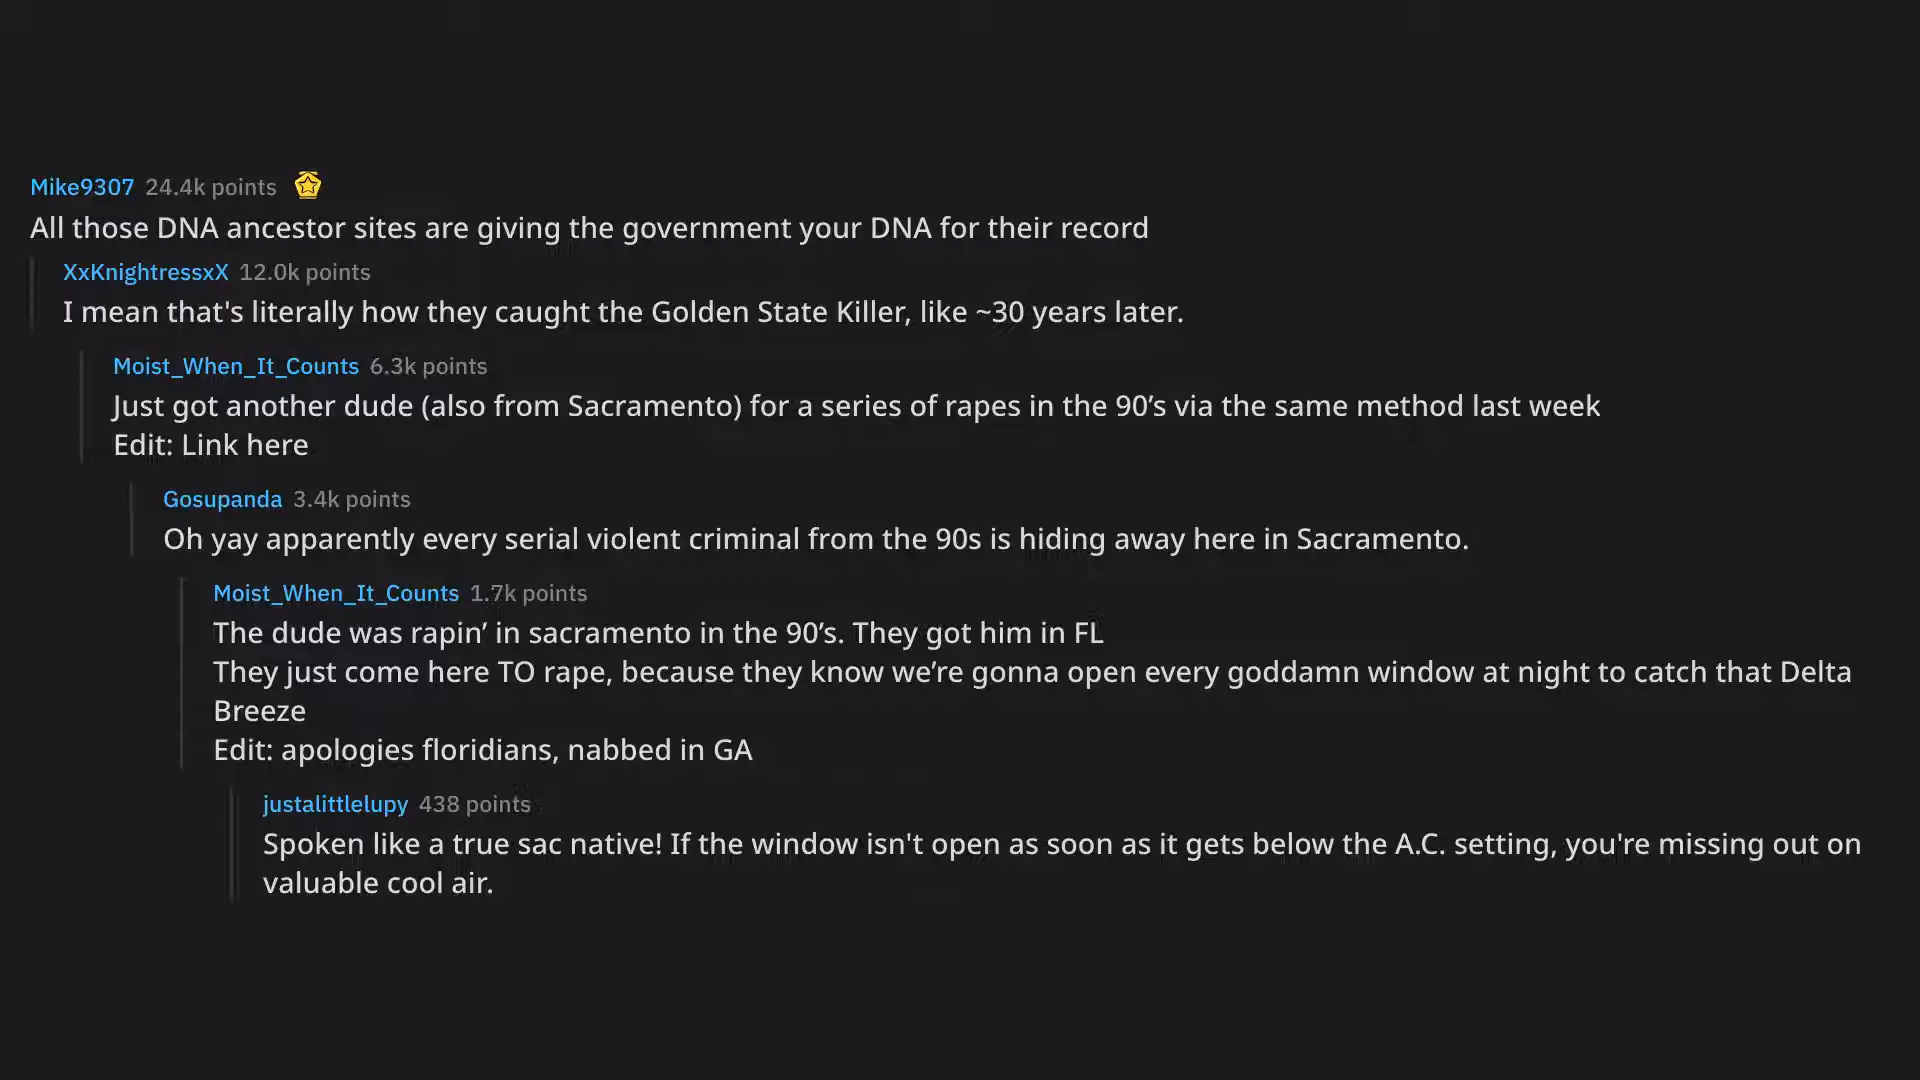 Mike9307 24.4k points
All those DNA ancestor sites are giving the government your DNA for their record
XxKnightressxX 12.0k points
I mean that's literally how they caught the Golden State Killer, like ~30 years later.
Moist_When_It_Counts 6.3k points
Just got another dude (also from Sacramento) for a series of rapes in the 90’s via the same method last week
Edit: Link here
Gosupanda 3.4k points
Oh yay apparently every serial violent criminal from the 90s is hiding away here in Sacramento.
Moist_When_It_Counts 1.7k points
The dude was rapin’ in sacramento in the 90’s. They got him in FL
They just come here TO rape, because they know we’re gonna open every goddamn window at night to catch that Delta
Breeze
Edit: apologies floridians, nabbed in GA
justalittlelupy 438 points
Spoken like a true sac native! If the window isn't open as soon as it gets below the A.C. setting, you're missing out on
valuable cool air.